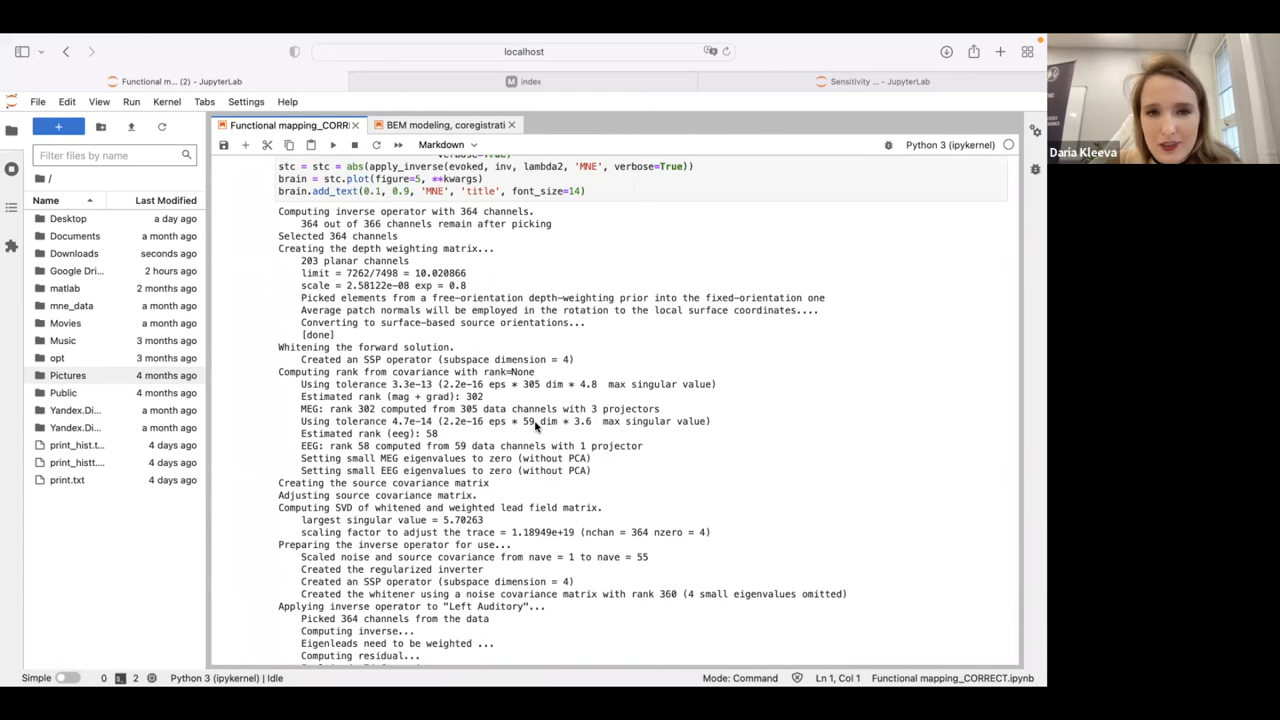 localhost
Functional m... (2) - JupyterLab
index
Sensitivity ... - JupyterLab
File Edit View Run Kernel Tabs Settings Help
Functional mapping_CORR
BEM modeling, coregistrati
Markdown
Python 3 (ipykernel)
Filter files by name
/
Name Last Modified
Desktop a day ago
Documents a month ago
Downloads seconds ago
Google Dri... 2 hours ago
matlab 2 months ago
mne_data a month ago
Movies a month ago
Music 3 months ago
opt 3 months ago
Pictures 4 months ago
Public 4 months ago
Yandex.Di... a month ago
Yandex.Di... a month ago
print_hist.t... 4 days ago
print_histt.... 4 days ago
print.txt 4 days ago
verbose=True)
stc = stc = abs(apply_inverse(evoked, inv, lambda2, 'MNE', verbose=True))
brain = stc.plot(figure=5, **kwargs)
brain.add_text(0.1, 0.9, 'MNE', 'title', font_size=14)
Computing inverse operator with 364 channels.
364 out of 366 channels remain after picking
Selected 364 channels
Creating the depth weighting matrix...
203 planar channels
limit = 7262/7498 = 10.020866
scale = 2.58122e-08 exp = 0.8
Picked elements from a free-orientation depth-weighting prior into the fixed-orientation one
Average patch normals will be employed in the rotation to the local surface coordinates....
Converting to surface-based source orientations...
[done]
Whitening the forward solution.
Created an SSP operator (subspace dimension = 4)
Computing rank from covariance with rank=None
Using tolerance 3.3e-13 (2.2e-16 eps * 305 dim * 4.8 max singular value)
Estimated rank (mag + grad): 302
MEG: rank 302 computed from 305 data channels with 3 projectors
Using tolerance 4.7e-14 (2.2e-16 eps * 59 dim * 3.6 max singular value)
Estimated rank (eeg): 58
EEG: rank 58 computed from 59 data channels with 1 projector
Setting small MEG eigenvalues to zero (without PCA)
Setting small EEG eigenvalues to zero (without PCA)
Creating the source covariance matrix
Adjusting source covariance matrix.
Computing SVD of whitened and weighted lead field matrix.
largest singular value = 5.70263
scaling factor to adjust the trace = 1.18949e+19 (nchan = 364 nzero = 4)
Preparing the inverse operator for use...
Scaled noise and source covariance from nave = 1 to nave = 55
Created the regularized inverter
Created an SSP operator (subspace dimension = 4)
Created the whitener using a noise covariance matrix with rank 360 (4 small eigenvalues omitted)
Applying inverse operator to "Left Auditory"...
Picked 364 channels from the data
Computing inverse...
Eigenleads need to be weighted ...
Computing residual...
Simple 0 2 Python 3 (ipykernel) | Idle Mode: Command Ln 1, Col 1 Functional mapping_CORRECT.ipynb
Daria Kleeva